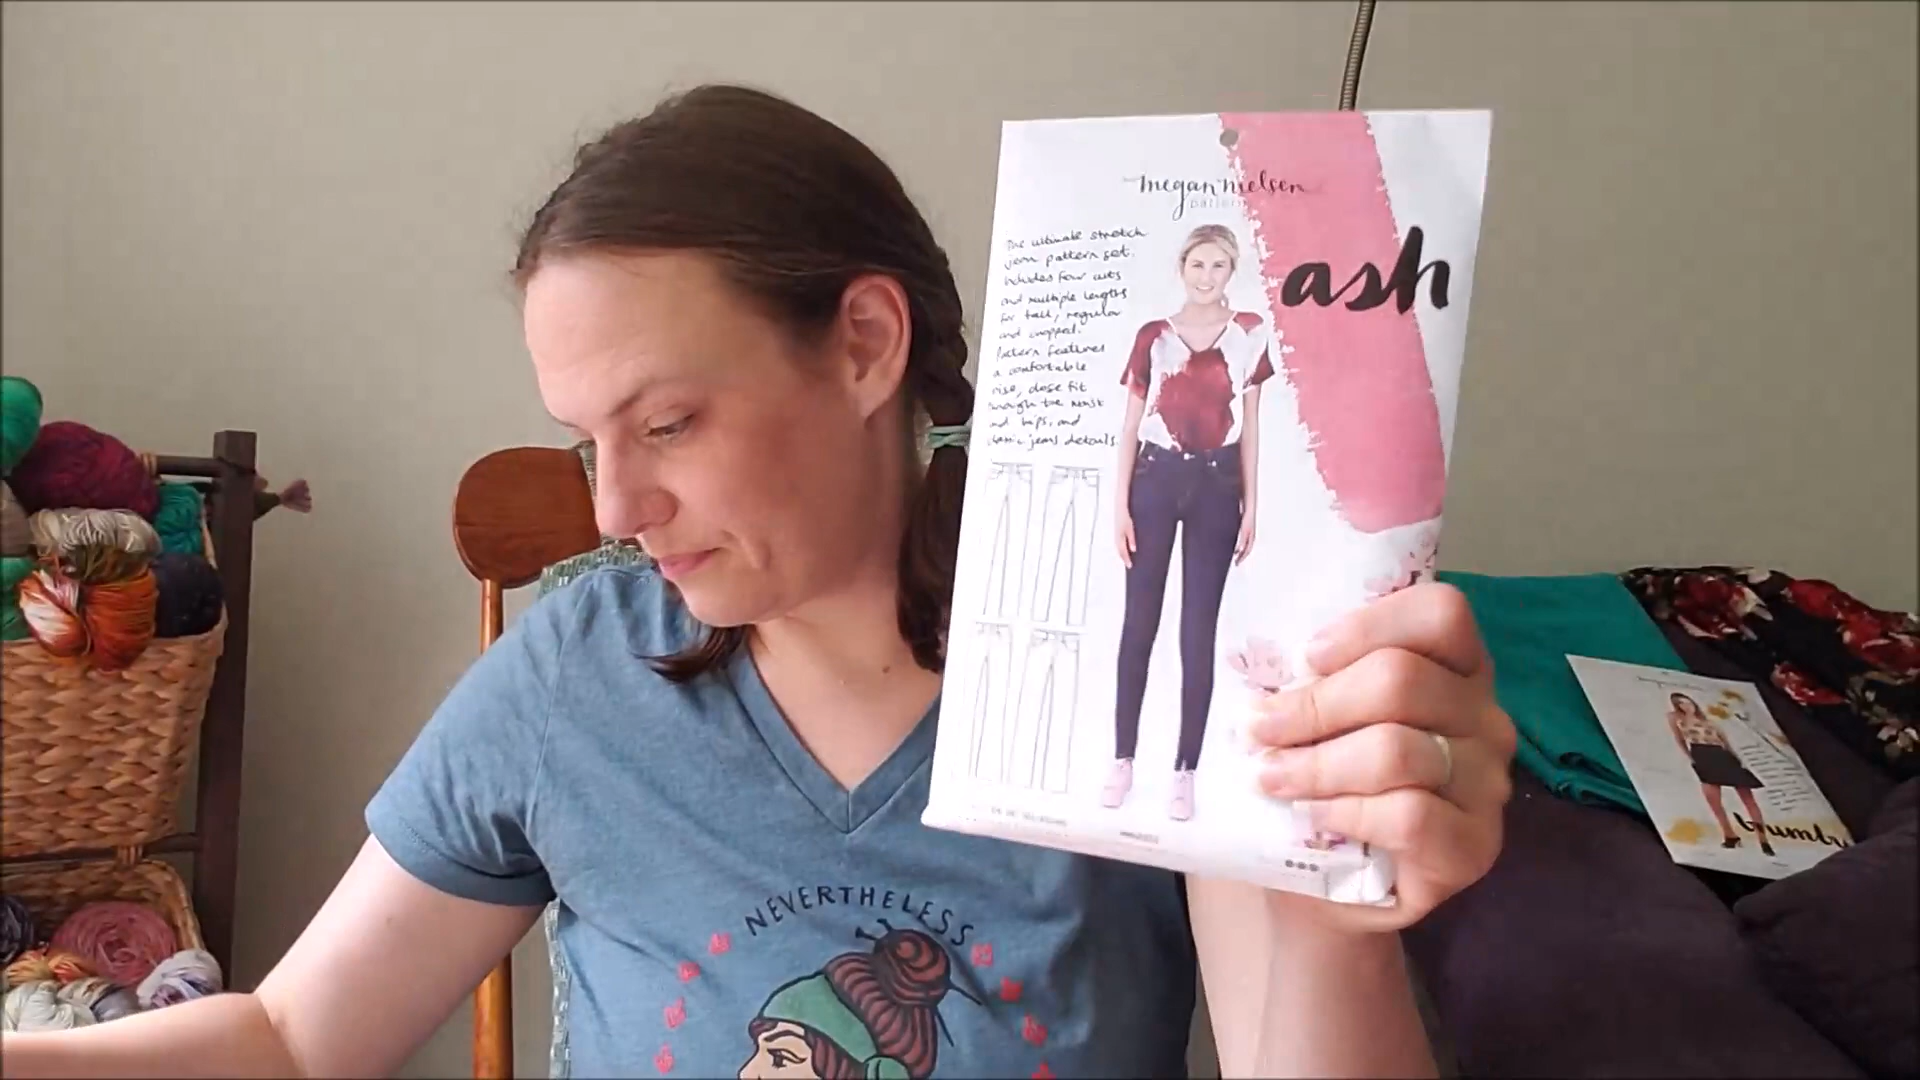 megan nielsen
patterns
ash
The ultimate stretch
jean pattern set.
Includes four cuts
and multiple lengths
for tall, regular
and cropped.
Pattern features
a comfortable
rise, close fit
through the waist
and hips, and
classic jeans details.
NEVERTHELESS
brumby